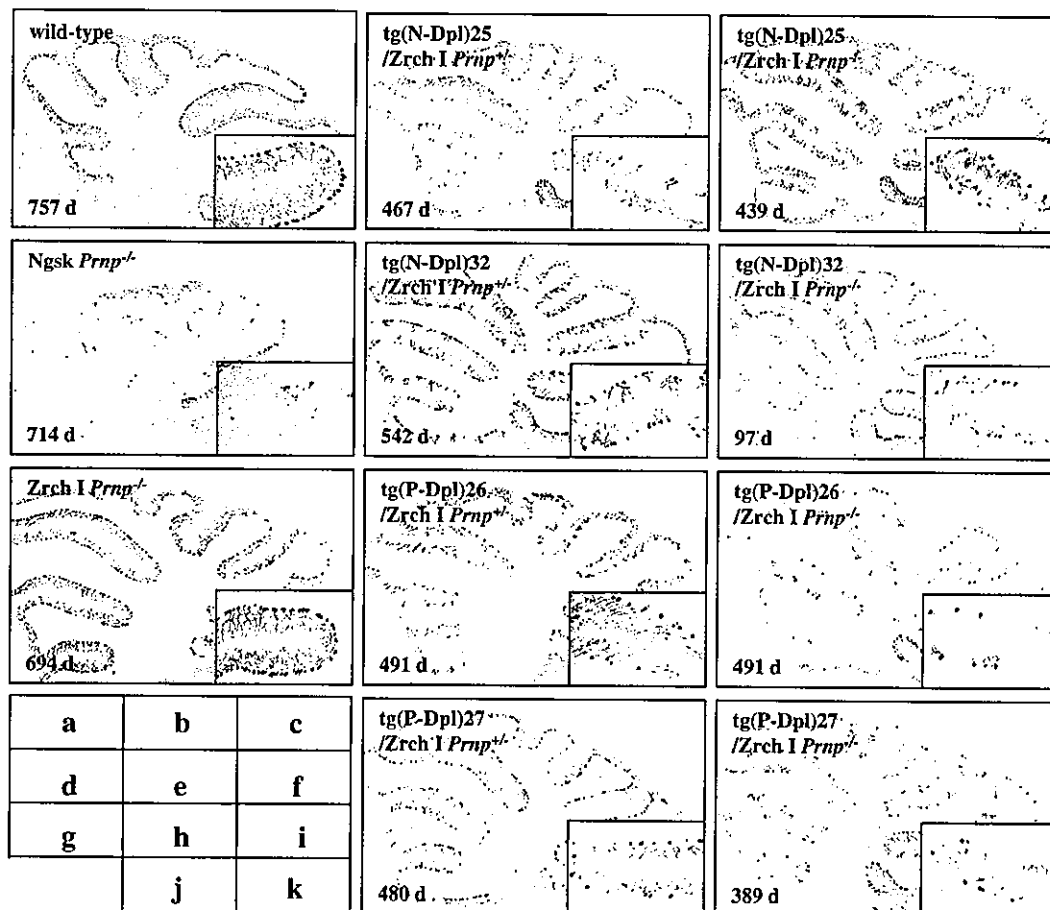 wild-type
757 d
tg(N-Dpl)25
/Zrch I Prnp+/-
467 d
tg(N-Dpl)25
/Zrch I Prnp-/-
439 d
Ngsk Prnp-/-
714 d
tg(N-Dpl)32
/Zrch I Prnp+/-
542 d
tg(N-Dpl)32
/Zrch I Prnp-/-
97 d
Zrch I Prnp-/-
694 d
tg(P-Dpl)26
/Zrch I Prnp+/-
491 d
tg(P-Dpl)26
/Zrch I Prnp-/-
491 d
a b c
d e f
g h i
j k
tg(P-Dpl)27
/Zrch I Prnp+/-
480 d
tg(P-Dpl)27
/Zrch I Prnp-/-
389 d